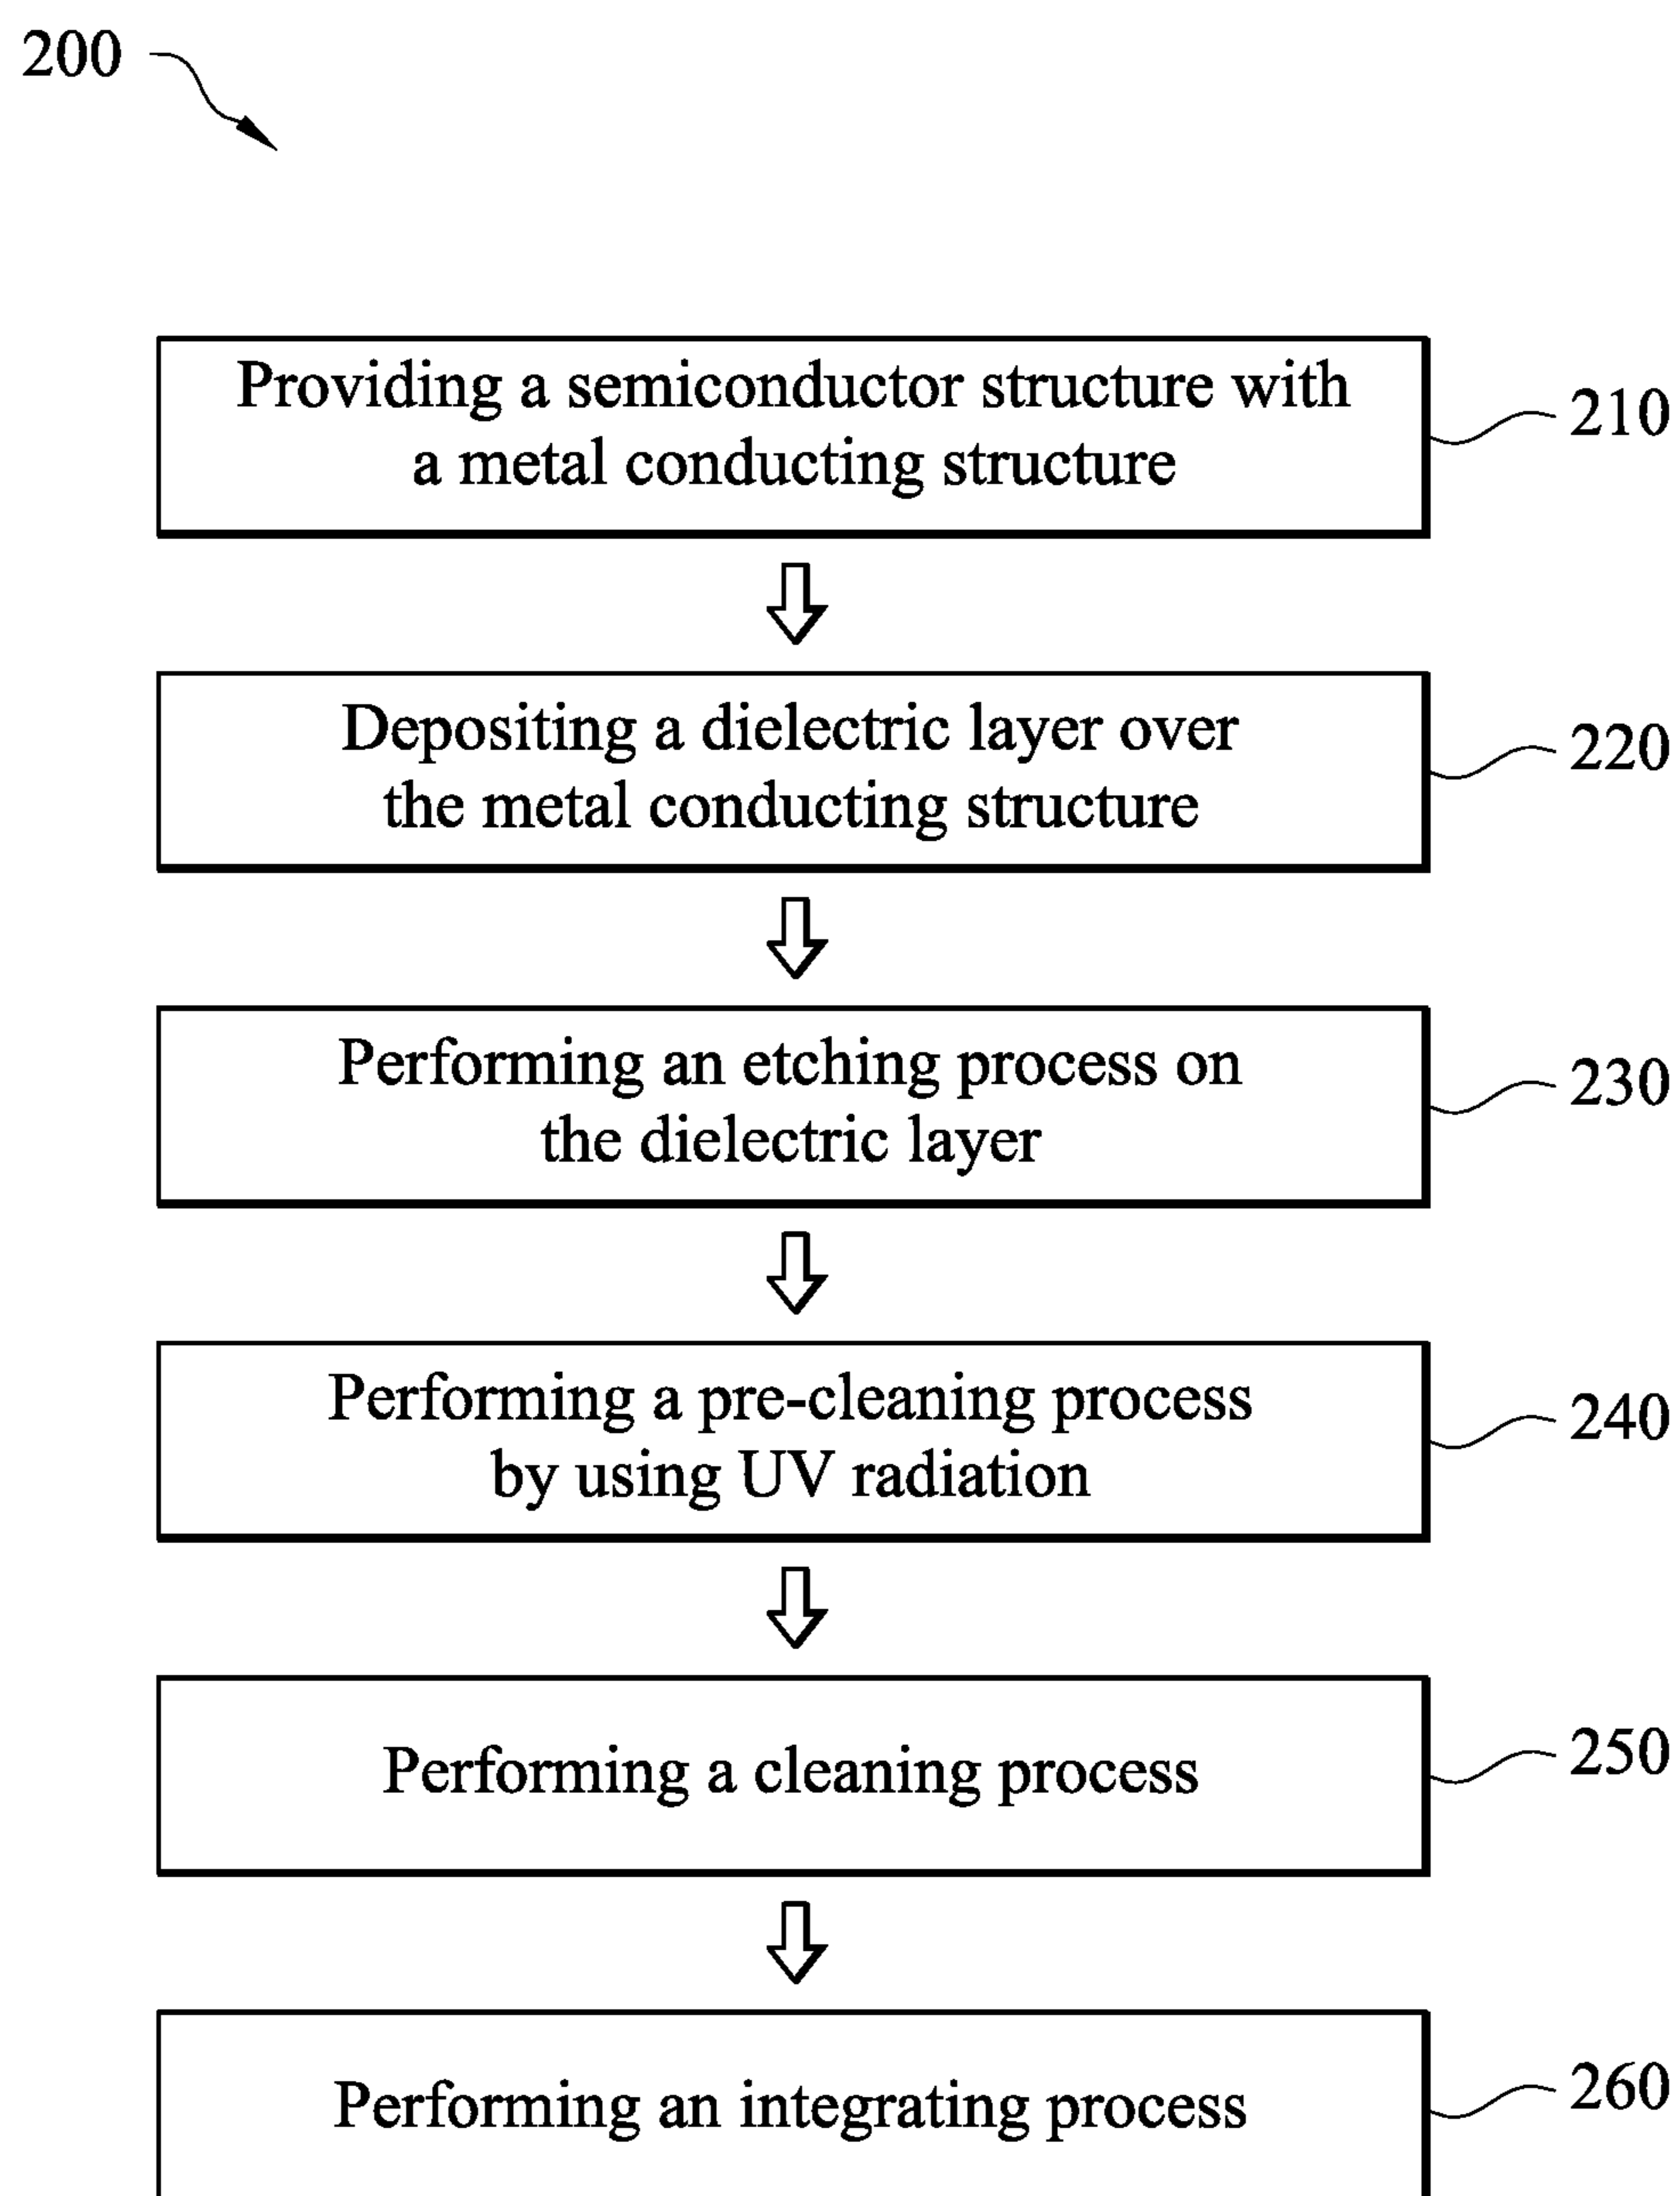 200
Providing a semiconductor structure with
a metal conducting structure
210
Depositing a dielectric layer over
the metal conducting structure
220
Performing an etching process on
the dielectric layer
230
Performing a pre-cleaning process
by using UV radiation
240
Performing a cleaning process
250
Performing an integrating process
260